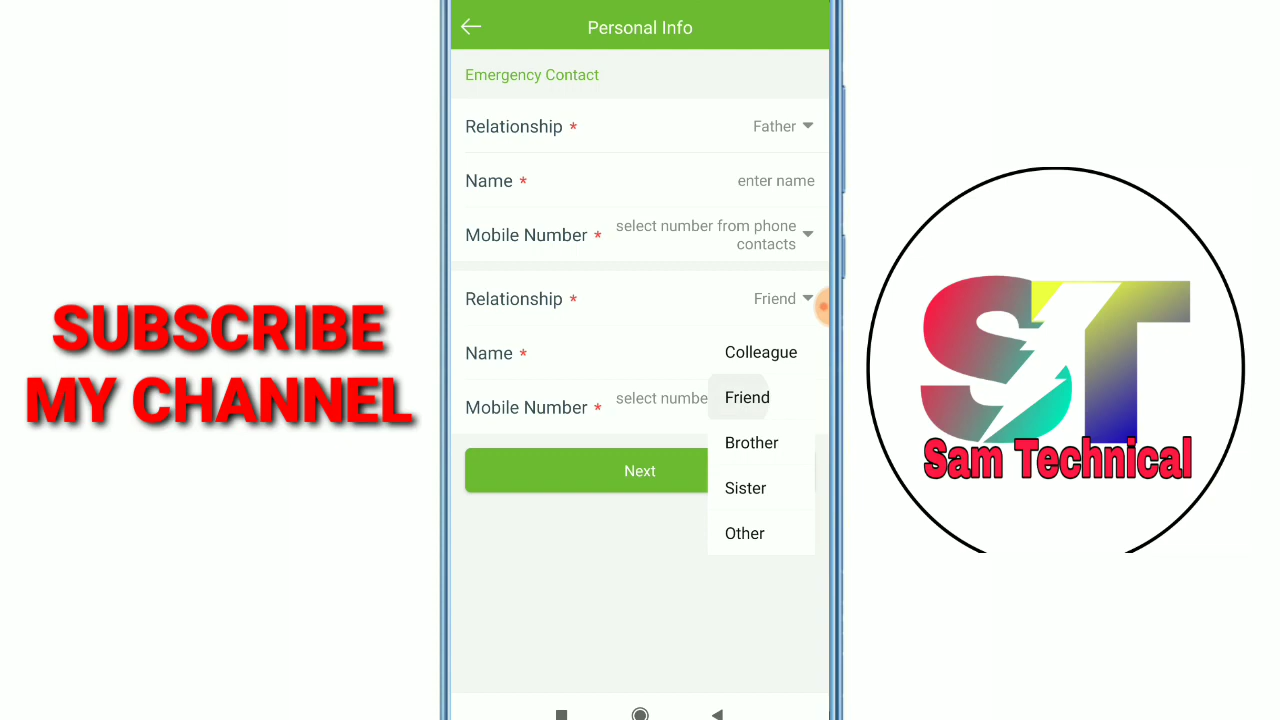 Personal Info
Emergency Contact
Relationship *
Father
Name *
enter name
Mobile Number *
select number from phone
contacts
Relationship *
Friend
Name *
Colleague
Friend
Mobile Number *
select numbe
Brother
Next
Sister
Other
SUBSCRIBE
MY CHANNEL
ST
Sam Technical